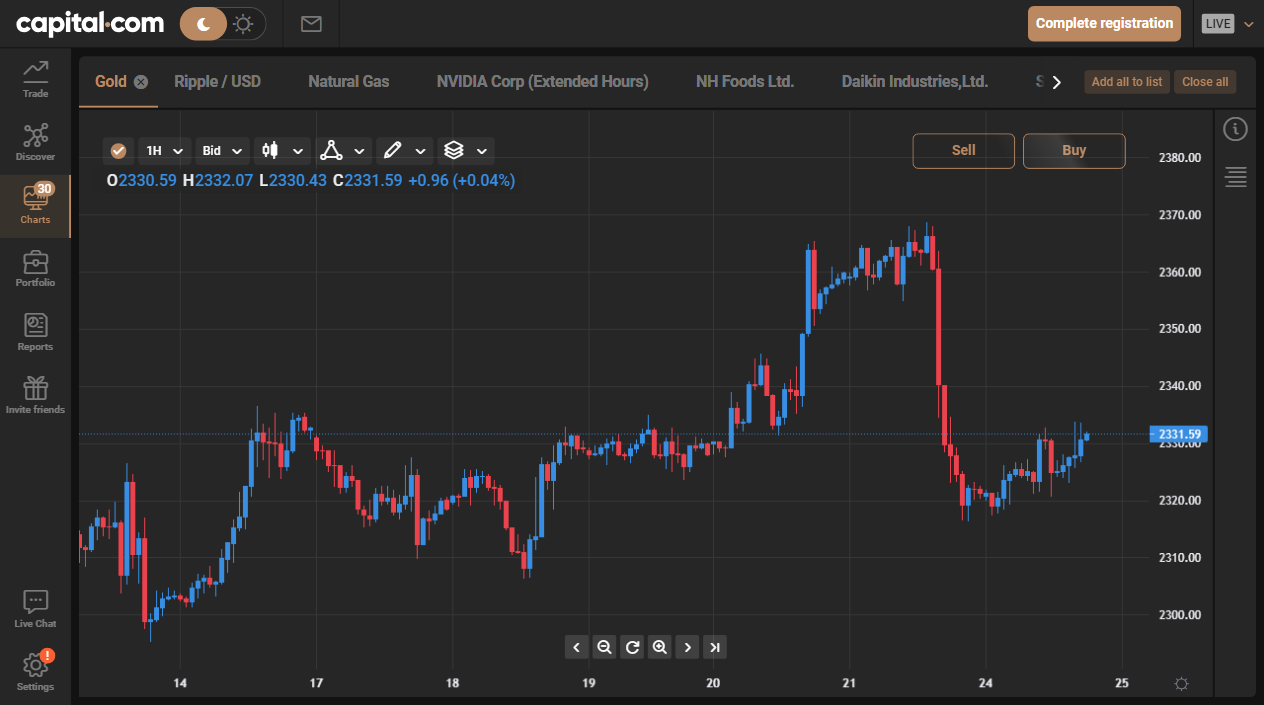 capital.com
Complete registration
LIVE
Trade
Discover
30
Charts
Portfolio
Reports
Invite friends
Live Chat
!
Settings
Gold
Ripple / USD
Natural Gas
NVIDIA Corp (Extended Hours)
NH Foods Ltd.
Daikin Industries,Ltd.
Add all to list
Close all
1H
Bid
Sell
Buy
O2330.59 H2332.07 L2330.43 C2331.59 +0.96 (+0.04%)
2380.00
2370.00
2360.00
2350.00
2340.00
2331.59
2330.00
2320.00
2310.00
2300.00
14 17 18 19 20 21 24 25